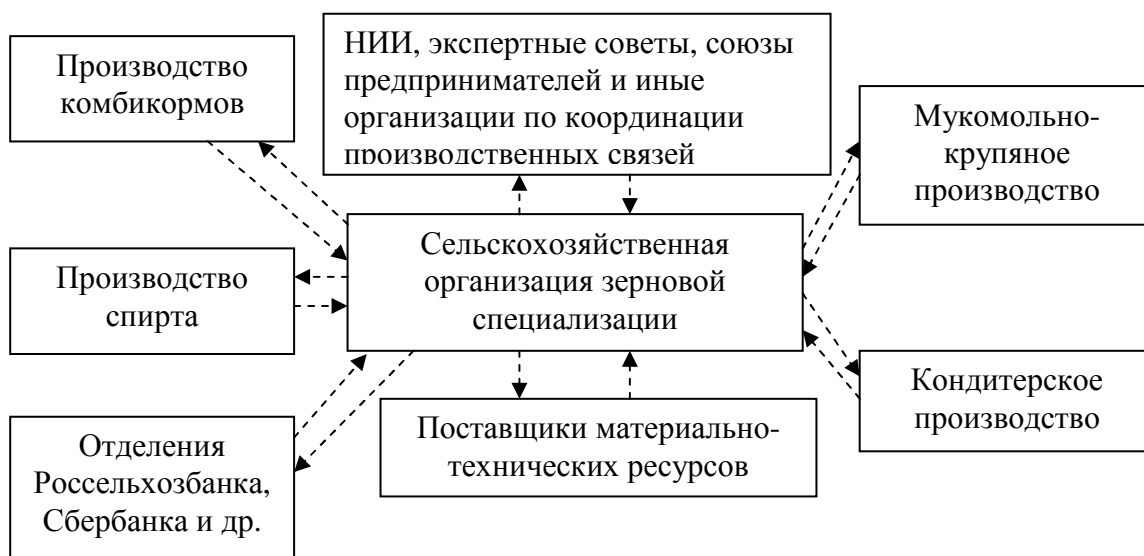 Производство
комбикормов
НИИ, экспертные советы, союзы
предпринимателей и иные
организации по координации
производственных связей
Мукомольно-
крупяное
производство
Сельскохозяйственная
организация зерновой
специализации
Производство
спирта
Кондитерское
производство
Отделения
Россельхозбанка,
Сбербанка и др.
Поставщики материально-
технических ресурсов